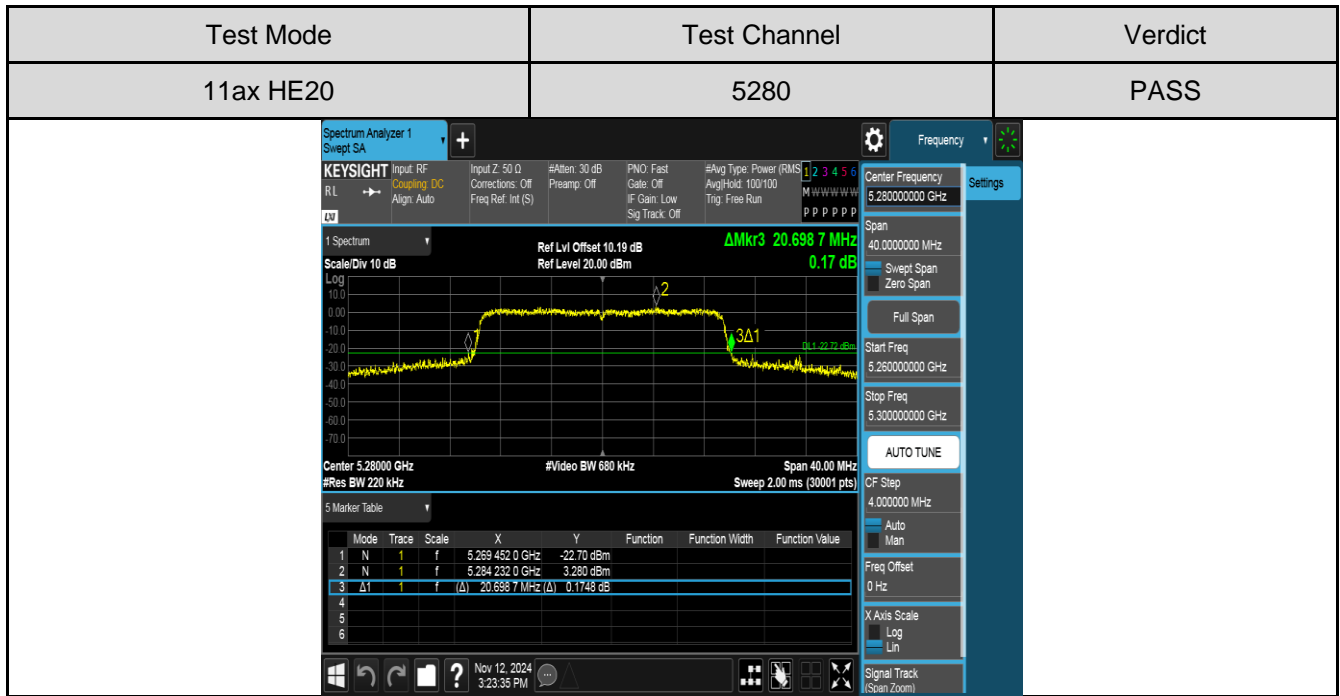 Test Mode Test Channel Verdict
11ax HE20 5280 PASS
Spectrum Analyzer 1
Swept SA
+
Frequency
KEYSIGHT
RL
LXI
Input: RF
Coupling: DC
Align: Auto
Input Z: 50 Ω
Corrections: Off
Freq Ref: Int (S)
#Atten: 30 dB
Preamp: Off
PNO: Fast
Gate: Off
IF Gain: Low
Sig Track: Off
#Avg Type: Power (RMS
Avg|Hold: 100/100
Trig: Free Run
1 2 3 4 5 6
M W W W W W
P P P P P P
1 Spectrum
Scale/Div 10 dB
Ref Lvl Offset 10.19 dB
Ref Level 20.00 dBm
ΔMkr3 20.698 7 MHz
0.17 dB
Log
10.0
0.00
-10.0
-20.0
-30.0
-40.0
-50.0
-60.0
-70.0
1
2
3Δ1
DL1 -22.72 dBm
Center 5.28000 GHz
#Video BW 680 kHz
Span 40.00 MHz
#Res BW 220 kHz
Sweep 2.00 ms (30001 pts)
5 Marker Table
Mode Trace Scale X Y Function Function Width Function Value
1 N 1 f 5.269 452 0 GHz -22.70 dBm
2 N 1 f 5.284 232 0 GHz 3.280 dBm
3 Δ1 1 f (Δ) 20.698 7 MHz (Δ) 0.1748 dB
4
5
6
Nov 12, 2024
3:23:35 PM
Center Frequency
5.280000000 GHz
Settings
Span
40.0000000 MHz
Swept Span
Zero Span
Full Span
Start Freq
5.260000000 GHz
Stop Freq
5.300000000 GHz
AUTO TUNE
CF Step
4.000000 MHz
Auto
Man
Freq Offset
0 Hz
X Axis Scale
Log
Lin
Signal Track
(Span Zoom)